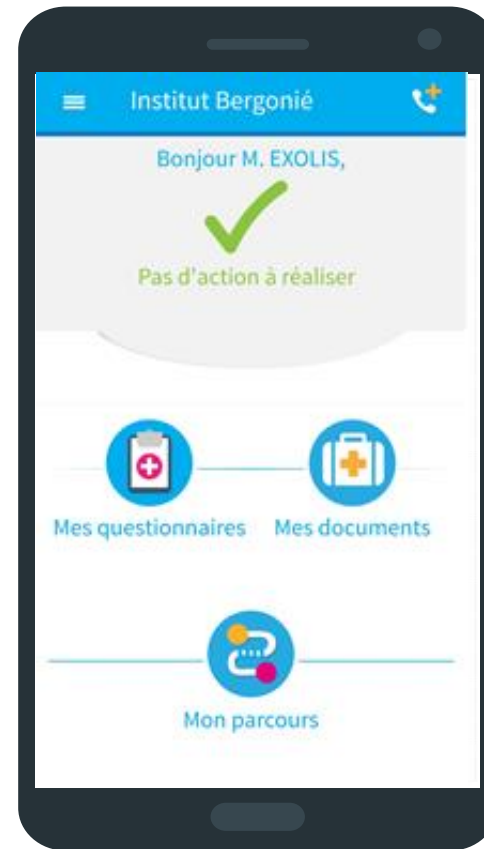 Institut Bergonié
Bonjour M. EXOLIS,
Pas d'action à réaliser
Mes questionnaires
Mes documents
Mon parcours